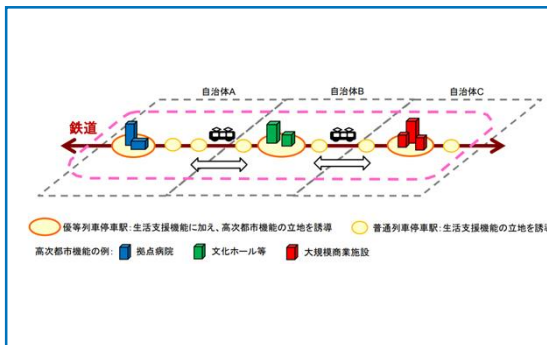 自治体A
自治体B
自治体C
鉄道
優等列車停車駅：生活支援機能に加え、高次都市機能の立地を誘導
普通列車停車駅：生活支援機能の立地を誘導
高次都市機能の例：
拠点病院
文化ホール等
大規模商業施設